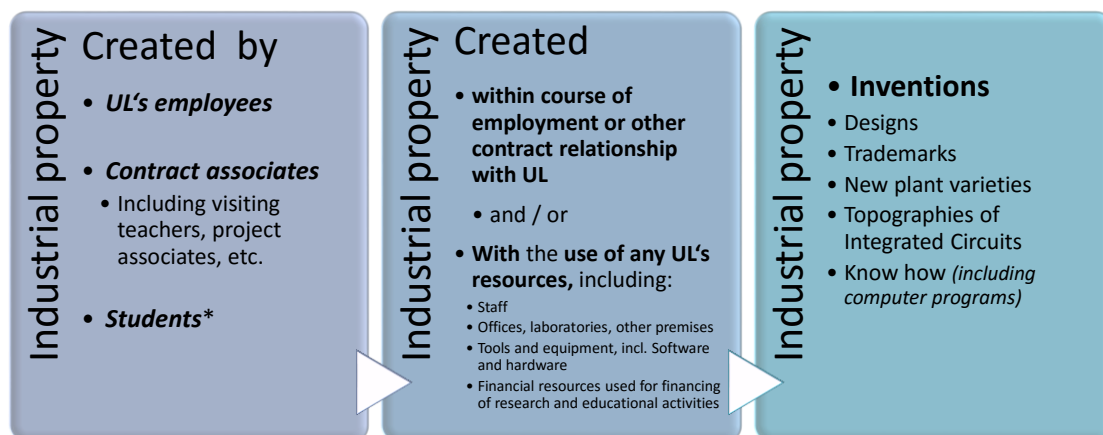 Industrial property
Created by
• UL‘s employees
• Contract associates
• Including visiting
teachers, project
associates, etc.
• Students*
Industrial property
Created
• within course of
employment or other
contract relationship
with UL
• and / or
• With the use of any UL‘s
resources, including:
• Staff
• Offices, laboratories, other premises
• Tools and equipment, incl. Software
and hardware
• Financial resources used for financing
of research and educational activities
Industrial property
• Inventions
• Designs
• Trademarks
• New plant varieties
• Topographies of
Integrated Circuits
• Know how (including
computer programs)